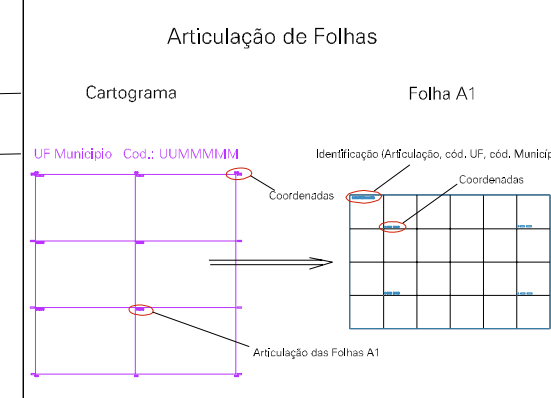 Articulação de Folhas
Cartograma
Folha A1
UF Municipio Cod.: UUMMMMM
Identificação (Articulação, cód. UF, cód. Municíp
Coordenadas
Coordenadas
Articulação das Folhas A1